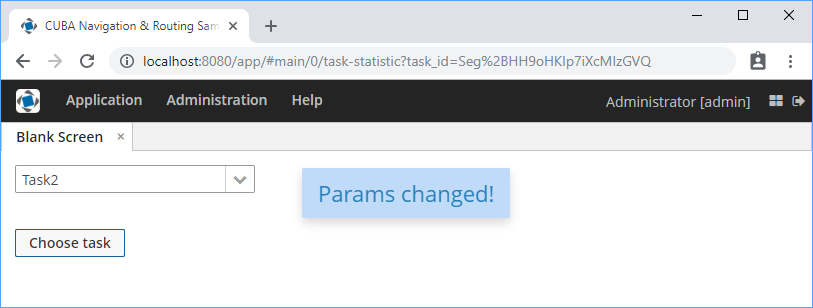 CUBA Navigation & Routing Sam
localhost:8080/app/#main/0/task-statistic?task_id=Seg%2BHH9oHKIp7iXcMIzGVQ
Application Administration Help Administrator [admin]
Blank Screen
Task2
Params changed!
Choose task